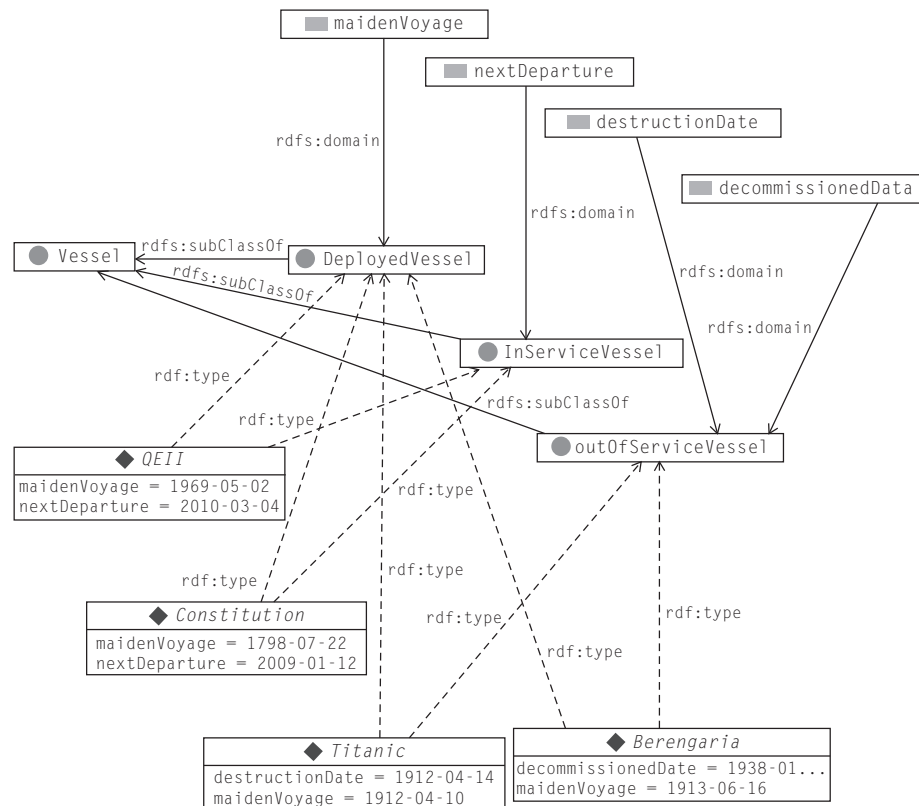 maidenVoyage
nextDeparture
destructionDate
rdfs:domain
decommissionedData
rdfs:domain
Vessel
rdfs:subClassOf
DeployedVessel
rdfs:subClassOf
rdfs:domain
rdfs:domain
InServiceVessel
rdf:type
rdf:type
rdfs:subClassOf
outOfServiceVessel
QEII
maidenVoyage = 1969-05-02
nextDeparture = 2010-03-04
rdf:type
rdf:type
rdf:type
rdf:type
Constitution
rdf:type
rdf:type
maidenVoyage = 1798-07-22
nextDeparture = 2009-01-12
rdf:type
Titanic
Berengaria
destructionDate = 1912-04-14
maidenVoyage = 1912-04-10
decommissionedDate = 1938-01...
maidenVoyage = 1913-06-16